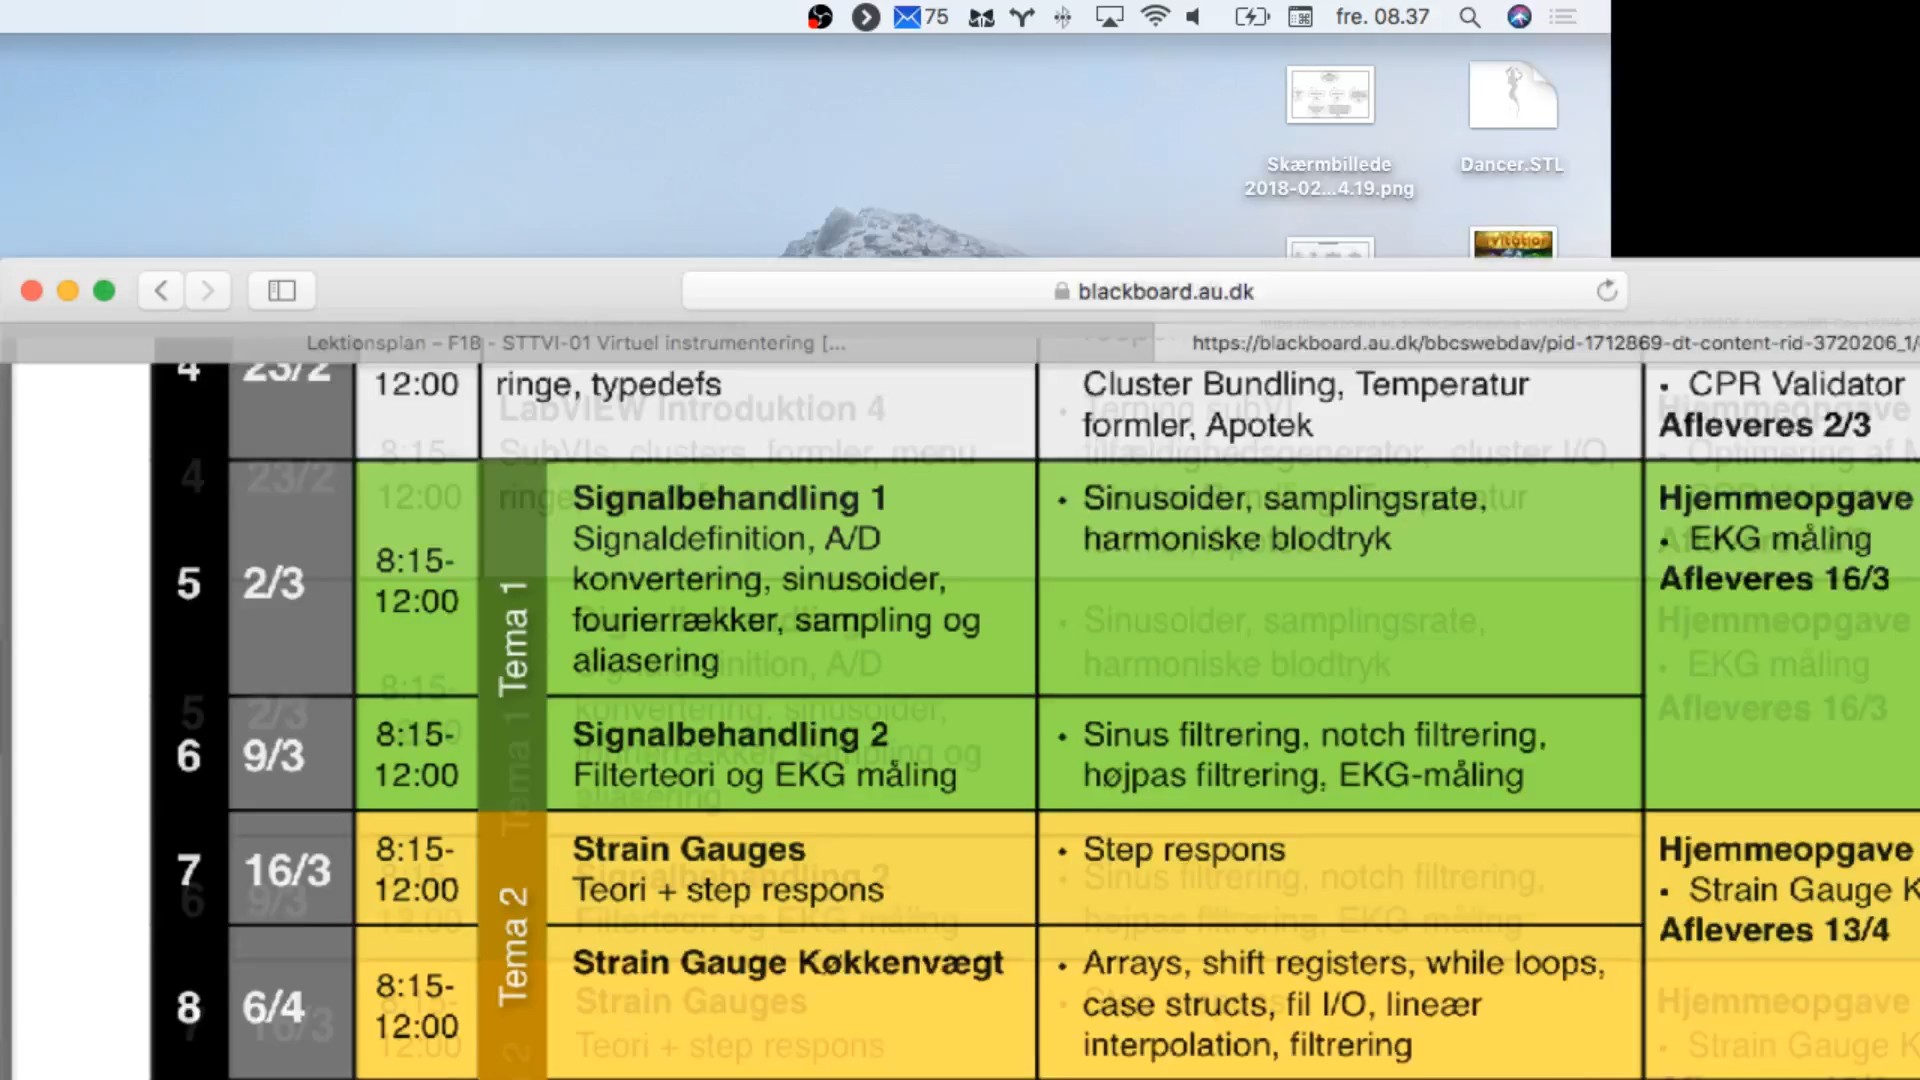 75
fre. 08.37
Skærmbillede
2018-02...4.19.png
Dancer.STL
blackboard.au.dk
Lektionsplan – F18 - STTVI-01 Virtuel instrumentering [...
https://blackboard.au.dk/bbcswebdav/pid-1712869-dt-content-rid-3720206_1/
4 23/2 12:00
ringe, typedefs
Cluster Bundling, Temperatur
formler, Apotek
• CPR Validator
Afleveres 2/3
5 2/3
8:15-
12:00
Tema 1
Signalbehandling 1
Signaldefinition, A/D
konvertering, sinusoider,
fourierrækker, sampling og
aliasering
• Sinusoider, samplingsrate,
harmoniske blodtryk
Hjemmeopgave
• EKG måling
Afleveres 16/3
6 9/3
8:15-
12:00
Signalbehandling 2
Filterteori og EKG måling
• Sinus filtrering, notch filtrering,
højpas filtrering, EKG-måling
7 16/3
8:15-
12:00
Tema 2
Strain Gauges
Teori + step respons
• Step respons
Hjemmeopgave
• Strain Gauge K
Afleveres 13/4
8 6/4
8:15-
12:00
Strain Gauge Køkkenvægt
• Arrays, shift registers, while loops,
case structs, fil I/O, lineær
interpolation, filtrering